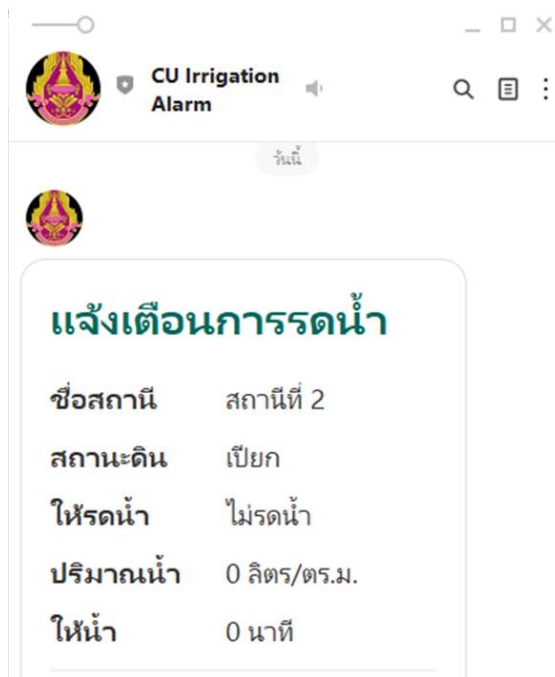 CU Irrigation
Alarm
วันนี้
แจ้งเตือนการรดน้ำ
ชื่อสถานี สถานีที่ 2
สถานะดิน เปียก
ให้รดน้ำ ไม่รดน้ำ
ปริมาณน้ำ 0 ลิตร/ตร.ม.
ให้น้ำ 0 นาที